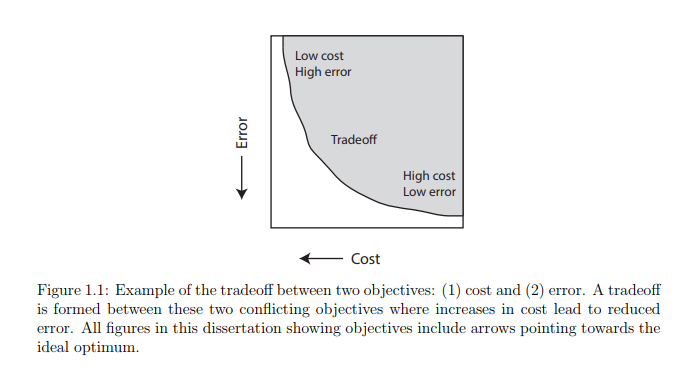 Low cost
High error
Tradeoff
High cost
Low error
Error
Cost
Figure 1.1: Example of the tradeoff between two objectives: (1) cost and (2) error. A tradeoff
is formed between these two conflicting objectives where increases in cost lead to reduced
error. All figures in this dissertation showing objectives include arrows pointing towards the
ideal optimum.